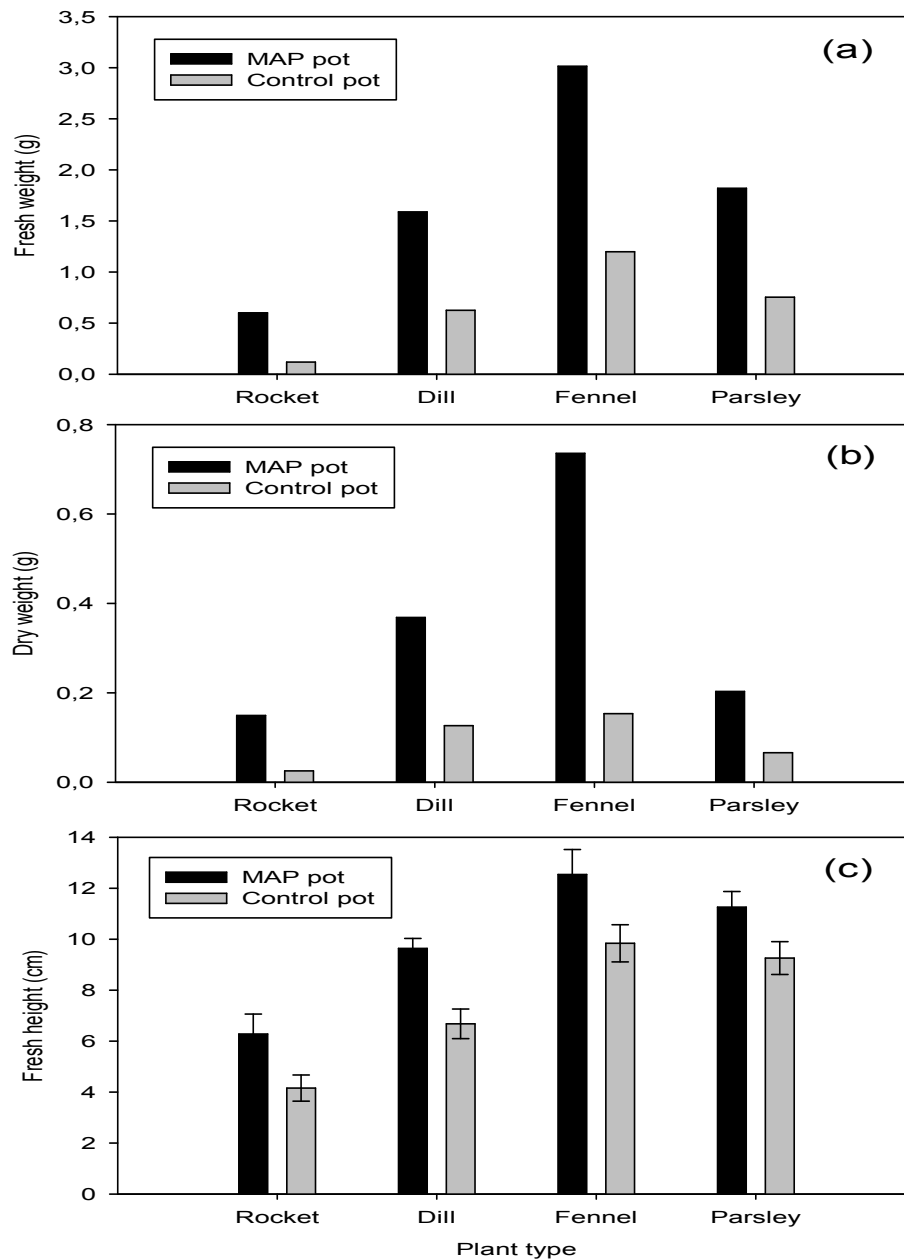 3,5
(a)
MAP pot
Control pot
3,0
2,5
2,0
1,5
1,0
0,5
0,0
Fresh weight (g)
Rocket Dill Fennel Parsley
0,8
(b)
MAP pot
Control pot
0,6
0,4
0,2
0,0
Dry weight (g)
Rocket Dill Fennel Parsley
14
(c)
MAP pot
Control pot
12
10
8
6
4
2
0
Fresh height (cm)
Rocket Dill Fennel Parsley
Plant type